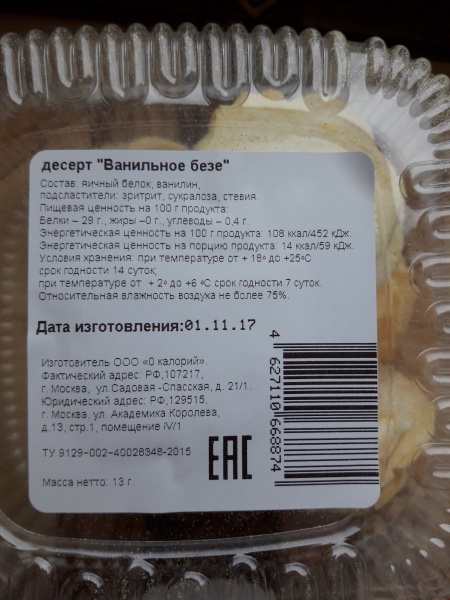 десерт "Ванильное безе"
Состав: яичный белок, ванилин,
подсластители: эритрит, сукралоза, стевия.
Пищевая ценность на 100 г продукта:
Белки – 29 г., жиры –0 г., углеводы – 0,4 г.
Энергетическая ценность на 100 г продукта: 108 ккал/452 кДж.
Энергетическая ценность на порцию продукта: 14 ккал/59 кДж.
Условия хранения: при температуре от + 18º до +25ºС
срок годности 14 суток;
при температуре от + 2º до +6 ºС срок годности 7 суток.
Относительная влажность воздуха не более 75%.
Дата изготовления:01.11.17
Изготовитель ООО «0 калорий».
Фактический адрес: РФ,107217,
г. Москва, ул.Садовая -Спасская, д. 21/1.
Юридический адрес: РФ,129515,
г. Москва, ул. Академика Королева,
д.13, стр.1, помещение iV/1
ТУ 9129-002-40028348-2015
Масса нетто: 13 г.
EAC
4 627110 668874